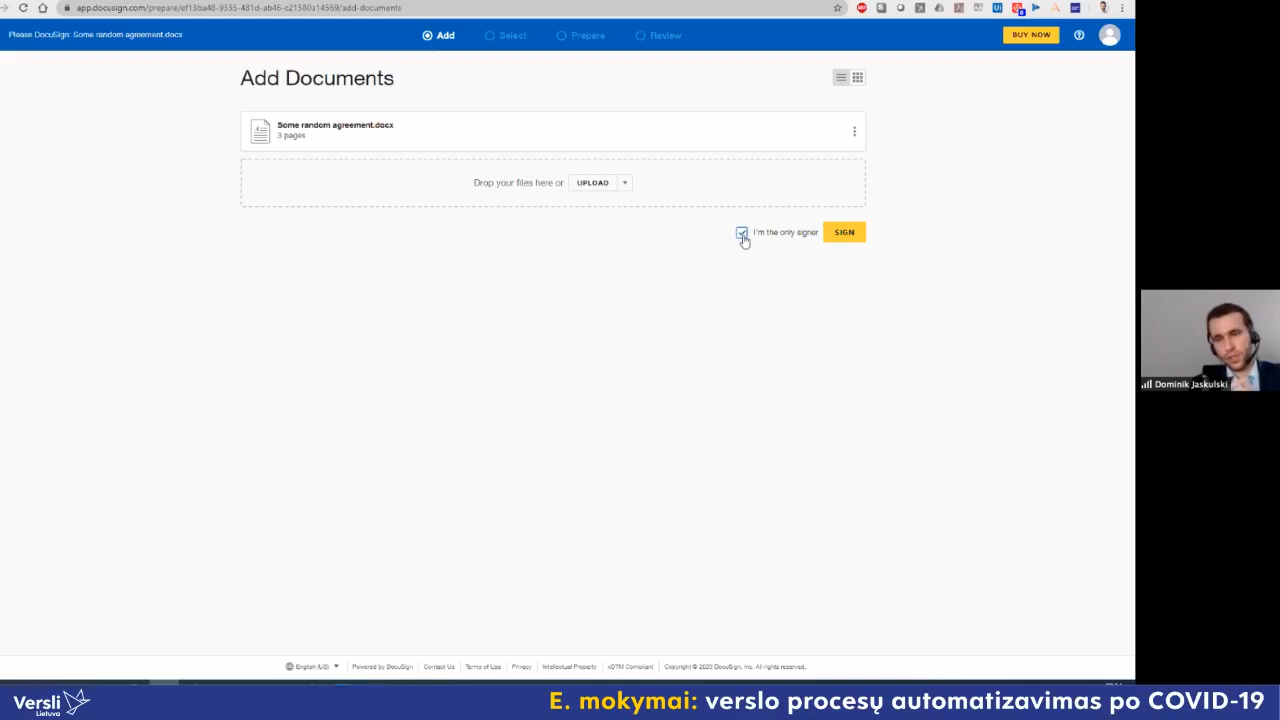 app.docusign.com/prepare/ef13ba48-9335-481d-ab46-c21580a14569/add-documents
Please DocuSign: Some random agreement.docx
Add
Select
Prepare
Review
BUY NOW
Add Documents
Some random agreement.docx
3 pages
Drop your files here or
UPLOAD
I'm the only signer
SIGN
Dominik Jaskulski
English (US)
Powered by DocuSign
Contact Us
Terms of Use
Privacy
Intellectual Property
xDTM Compliant
Copyright © 2020 DocuSign, Inc. All rights reserved.
Versli
Lietuva
E. mokymai: verslo procesų automatizavimas po COVID-19